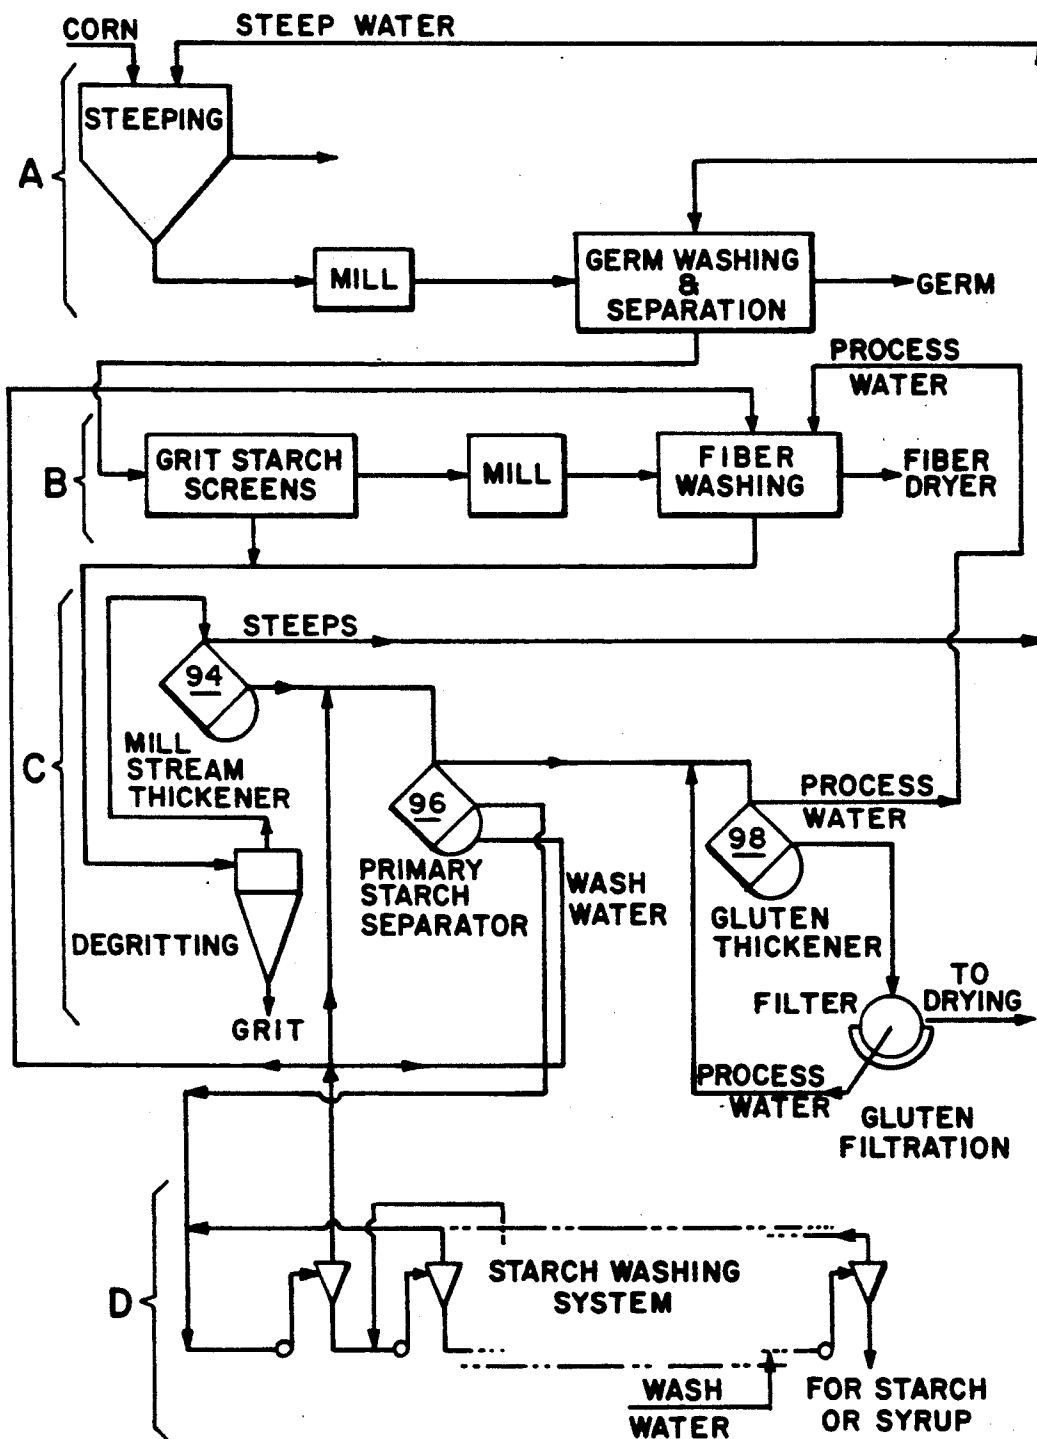 CORN
STEEP WATER
STEEPING
A
MILL
GERM WASHING
&
SEPARATION
GERM
PROCESS
WATER
B
GRIT STARCH
SCREENS
MILL
FIBER
WASHING
FIBER
DRYER
C
STEEPS
94
MILL
STREAM
THICKENER
96
PRIMARY
STARCH
SEPARATOR
WASH
WATER
PROCESS
WATER
98
GLUTEN
THICKENER
DEGRITTING
GRIT
FILTER
TO
DRYING
PROCESS
WATER
GLUTEN
FILTRATION
D
STARCH WASHING
SYSTEM
WASH
WATER
FOR STARCH
OR SYRUP